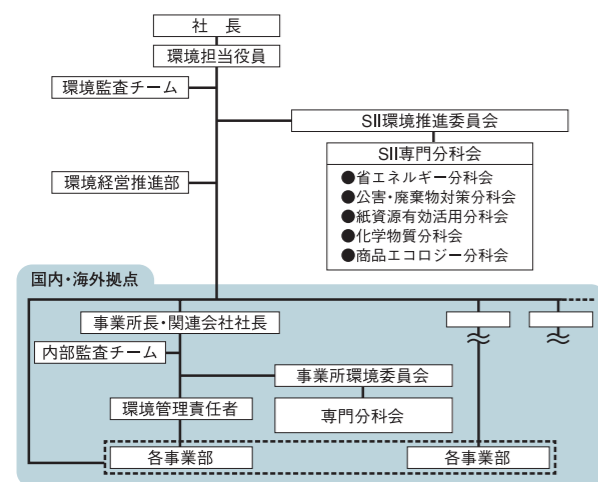 社　長
環境担当役員
環境監査チーム
SII環境推進委員会
SII専門分科会
●省エネルギー分科会
●公害・廃棄物対策分科会
●紙資源有効活用分科会
●化学物質分科会
●商品エコロジー分科会
環境経営推進部
国内・海外拠点
事業所長・関連会社社長
内部監査チーム
事業所環境委員会
環境管理責任者
専門分科会
各事業部
各事業部